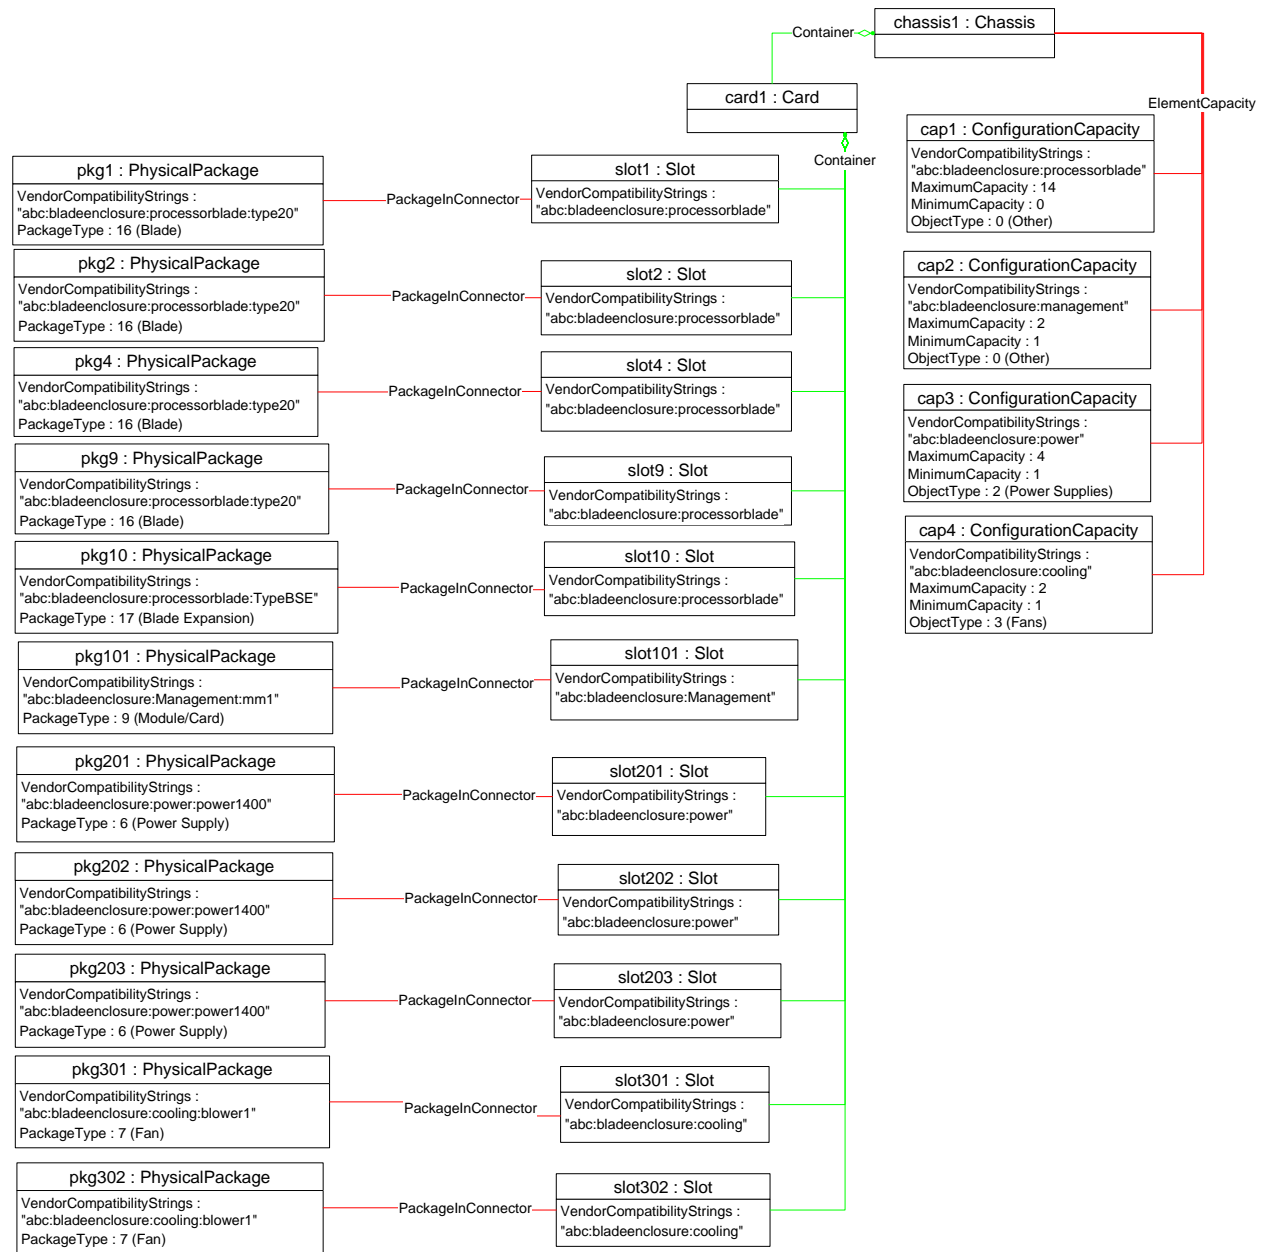 chassis1 : Chassis
Container
card1 : Card
ElementCapacity
Container
cap1 : ConfigurationCapacity
VendorCompatibilityStrings :
"abc:bladeenclosure:processorblade"
MaximumCapacity : 14
MinimumCapacity : 0
ObjectType : 0 (Other)
cap2 : ConfigurationCapacity
VendorCompatibilityStrings :
"abc:bladeenclosure:management"
MaximumCapacity : 2
MinimumCapacity : 1
ObjectType : 0 (Other)
cap3 : ConfigurationCapacity
VendorCompatibilityStrings :
"abc:bladeenclosure:power"
MaximumCapacity : 4
MinimumCapacity : 1
ObjectType : 2 (Power Supplies)
cap4 : ConfigurationCapacity
VendorCompatibilityStrings :
"abc:bladeenclosure:cooling"
MaximumCapacity : 2
MinimumCapacity : 1
ObjectType : 3 (Fans)
pkg1 : PhysicalPackage
VendorCompatibilityStrings :
"abc:bladeenclosure:processorblade:type20"
PackageType : 16 (Blade)
PackageInConnector
slot1 : Slot
VendorCompatibilityStrings :
"abc:bladeenclosure:processorblade"
pkg2 : PhysicalPackage
VendorCompatibilityStrings :
"abc:bladeenclosure:processorblade:type20"
PackageType : 16 (Blade)
PackageInConnector
slot2 : Slot
VendorCompatibilityStrings :
"abc:bladeenclosure:processorblade"
pkg4 : PhysicalPackage
VendorCompatibilityStrings :
"abc:bladeenclosure:processorblade:type20"
PackageType : 16 (Blade)
PackageInConnector
slot4 : Slot
VendorCompatibilityStrings :
"abc:bladeenclosure:processorblade"
pkg9 : PhysicalPackage
VendorCompatibilityStrings :
"abc:bladeenclosure:processorblade:type20"
PackageType : 16 (Blade)
PackageInConnector
slot9 : Slot
VendorCompatibilityStrings :
"abc:bladeenclosure:processorblade"
pkg10 : PhysicalPackage
VendorCompatibilityStrings :
"abc:bladeenclosure:processorblade:TypeBSE"
PackageType : 17 (Blade Expansion)
PackageInConnector
slot10 : Slot
VendorCompatibilityStrings :
"abc:bladeenclosure:processorblade"
pkg101 : PhysicalPackage
VendorCompatibilityStrings :
"abc:bladeenclosure:Management:mm1"
PackageType : 9 (Module/Card)
PackageInConnector
slot101 : Slot
VendorCompatibilityStrings :
"abc:bladeenclosure:Management"
pkg201 : PhysicalPackage
VendorCompatibilityStrings :
"abc:bladeenclosure:power:power1400"
PackageType : 6 (Power Supply)
PackageInConnector
slot201 : Slot
VendorCompatibilityStrings :
"abc:bladeenclosure:power"
pkg202 : PhysicalPackage
VendorCompatibilityStrings :
"abc:bladeenclosure:power:power1400"
PackageType : 6 (Power Supply)
PackageInConnector
slot202 : Slot
VendorCompatibilityStrings :
"abc:bladeenclosure:power"
pkg203 : PhysicalPackage
VendorCompatibilityStrings :
"abc:bladeenclosure:power:power1400"
PackageType : 6 (Power Supply)
PackageInConnector
slot203 : Slot
VendorCompatibilityStrings :
"abc:bladeenclosure:power"
pkg301 : PhysicalPackage
VendorCompatibilityStrings :
"abc:bladeenclosure:cooling:blower1"
PackageType : 7 (Fan)
PackageInConnector
slot301 : Slot
VendorCompatibilityStrings :
"abc:bladeenclosure:cooling"
pkg302 : PhysicalPackage
VendorCompatibilityStrings :
"abc:bladeenclosure:cooling:blower1"
PackageType : 7 (Fan)
PackageInConnector
slot302 : Slot
VendorCompatibilityStrings :
"abc:bladeenclosure:cooling"